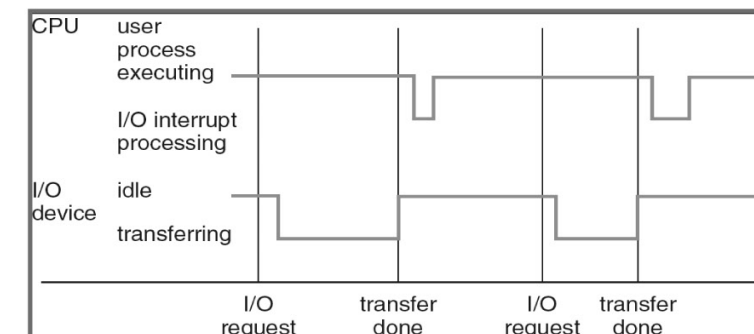 CPU user
process
executing
I/O interrupt
processing
I/O idle
device
transferring
I/O transfer I/O transfer
request done request done